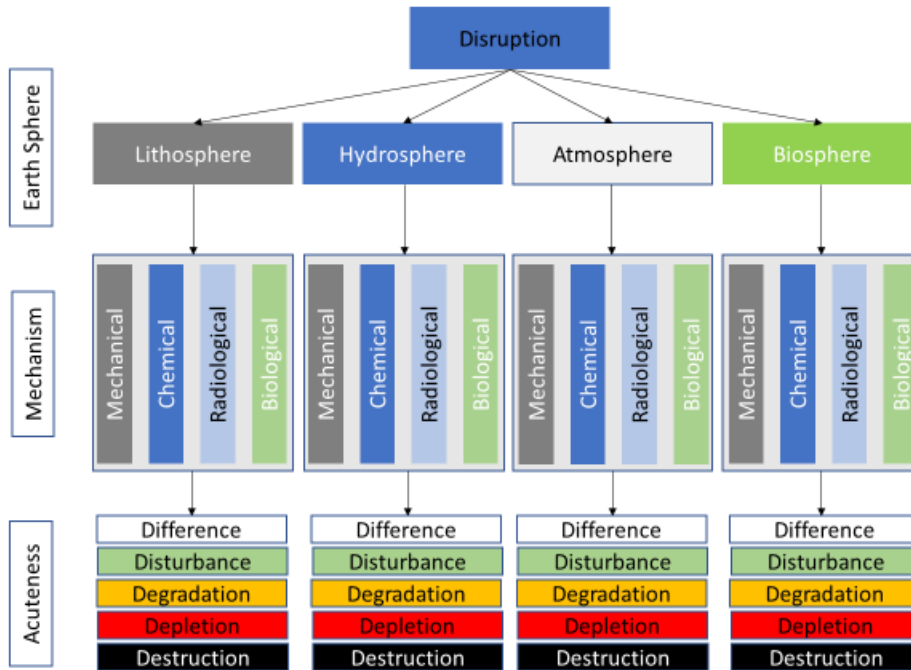 Disruption
Earth Sphere
Lithosphere
Hydrosphere
Atmosphere
Biosphere
Mechanism
Mechanical
Chemical
Radiological
Biological
Mechanical
Chemical
Radiological
Biological
Mechanical
Chemical
Radiological
Biological
Mechanical
Chemical
Radiological
Biological
Acuteness
Difference
Disturbance
Degradation
Depletion
Destruction
Difference
Disturbance
Degradation
Depletion
Destruction
Difference
Disturbance
Degradation
Depletion
Destruction
Difference
Disturbance
Degradation
Depletion
Destruction